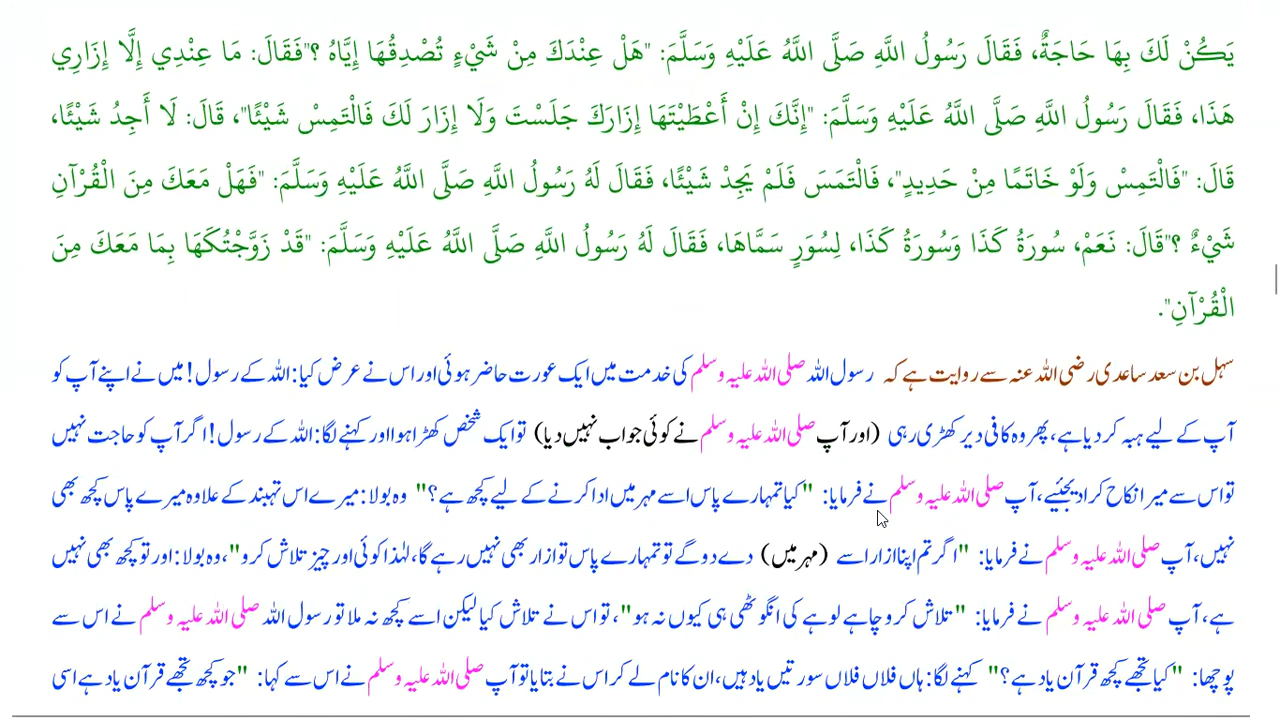 يَكُنْ لَكَ بِهَا حَاجَةٌ، فَقَالَ رَسُولُ اللَّهِ صَلَّى اللَّهُ عَلَيْهِ وَسَلَّمَ: "هَلْ عِنْدَكَ مِنْ شَيْءٍ تُصْدِقُهَا إِيَّاهُ ؟"فَقَالَ: مَا عِنْدِي إِلَّا إِزَارِي
هَذَا، فَقَالَ رَسُولُ اللَّهِ صَلَّى اللَّهُ عَلَيْهِ وَسَلَّمَ: "إِنَّكَ إِنْ أَعْطَيْتَهَا إِزَارَكَ جَلَسْتَ وَلَا إِزَارَ لَكَ فَالْتَمِسْ شَيْئًا"، قَالَ: لَا أَجِدُ شَيْئًا،
قَالَ: "فَالْتَمِسْ وَلَوْ خَاتَمًا مِنْ حَدِيدٍ"، فَالْتَمَسَ فَلَمْ يَجِدْ شَيْئًا، فَقَالَ لَهُ رَسُولُ اللَّهِ صَلَّى اللَّهُ عَلَيْهِ وَسَلَّمَ: "فَهَلْ مَعَكَ مِنَ الْقُرْآنِ
شَيْءٌ ؟"قَالَ: نَعَمْ، سُورَةُ كَذَا وَسُورَةُ كَذَا، لِسُوَرٍ سَمَّاهَا، فَقَالَ لَهُ رَسُولُ اللَّهِ صَلَّى اللَّهُ عَلَيْهِ وَسَلَّمَ: "قَدْ زَوَّجْتُكَهَا بِمَا مَعَكَ مِنَ
الْقُرْآنِ".
سہل بن سعد ساعدی رضی اللہ عنہ سے روایت ہے کہ رسول اللہ صلی اللہ علیہ وسلم کی خدمت میں ایک عورت حاضر ہوئی اور اس نے عرض کیا: اللہ کے رسول! میں نے اپنے آپ کو
آپ کے لیے ہبہ کر دیا ہے، پھر وہ کافی دیر کھڑی رہی (اور آپ صلی اللہ علیہ وسلم نے کوئی جواب نہیں دیا) تو ایک شخص کھڑا ہوا اور کہنے لگا: اللہ کے رسول! اگر آپ کو حاجت نہیں
تو اس سے میرا نکاح کرا دیجئیے، آپ صلی اللہ علیہ وسلم نے فرمایا: "کیا تمہارے پاس اسے مہر میں ادا کرنے کے لیے کچھ ہے؟" وہ بولا: میرے اس تہبند کے علاوہ میرے پاس کچھ بھی
نہیں، آپ صلی اللہ علیہ وسلم نے فرمایا: "اگر تم اپنا ازار اسے (مہر میں) دے دو گے تو تمہارے پاس تو ازار بھی نہیں رہے گا، لہٰذا کوئی اور چیز تلاش کرو"، وہ بولا: اور تو کچھ بھی نہیں
ہے، آپ صلی اللہ علیہ وسلم نے فرمایا: "تلاش کرو چاہے لوہے کی انگوٹھی ہی کیوں نہ ہو"، تو اس نے تلاش کیا لیکن اسے کچھ نہ ملا تو رسول اللہ صلی اللہ علیہ وسلم نے اس سے
پوچھا: "کیا تجھے کچھ قرآن یاد ہے؟" کہنے لگا: ہاں فلاں فلاں سورتیں یاد ہیں، ان کا نام لے کر اس نے بتایا تو آپ صلی اللہ علیہ وسلم نے اس سے کہا: "جو کچھ تجھے قرآن یاد ہے اسی